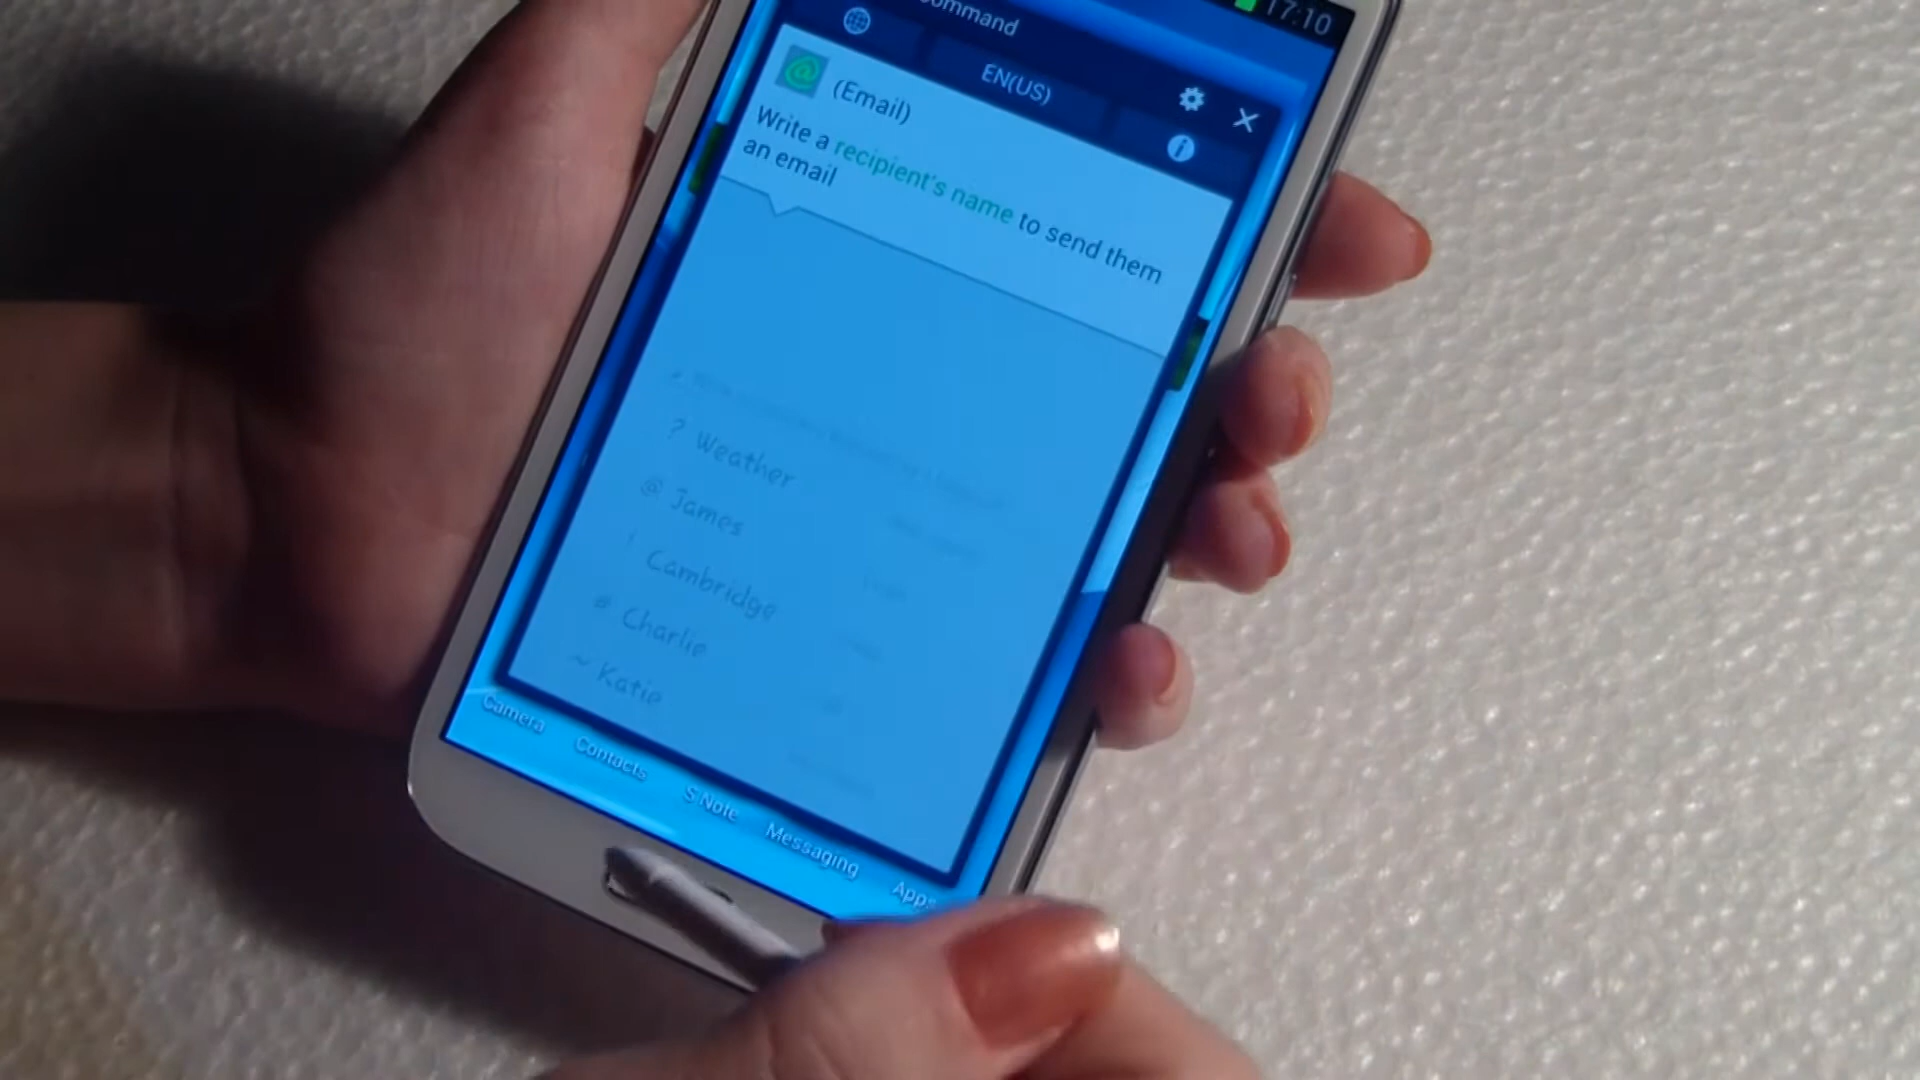 17:10
ommand
EN(US)
@ (Email)
Write a recipient's name to send them
an email
? Weather
@ James
! Cambridge
# Charlie
~ Katie
Camera
Contacts
S Note
Messaging
Apps